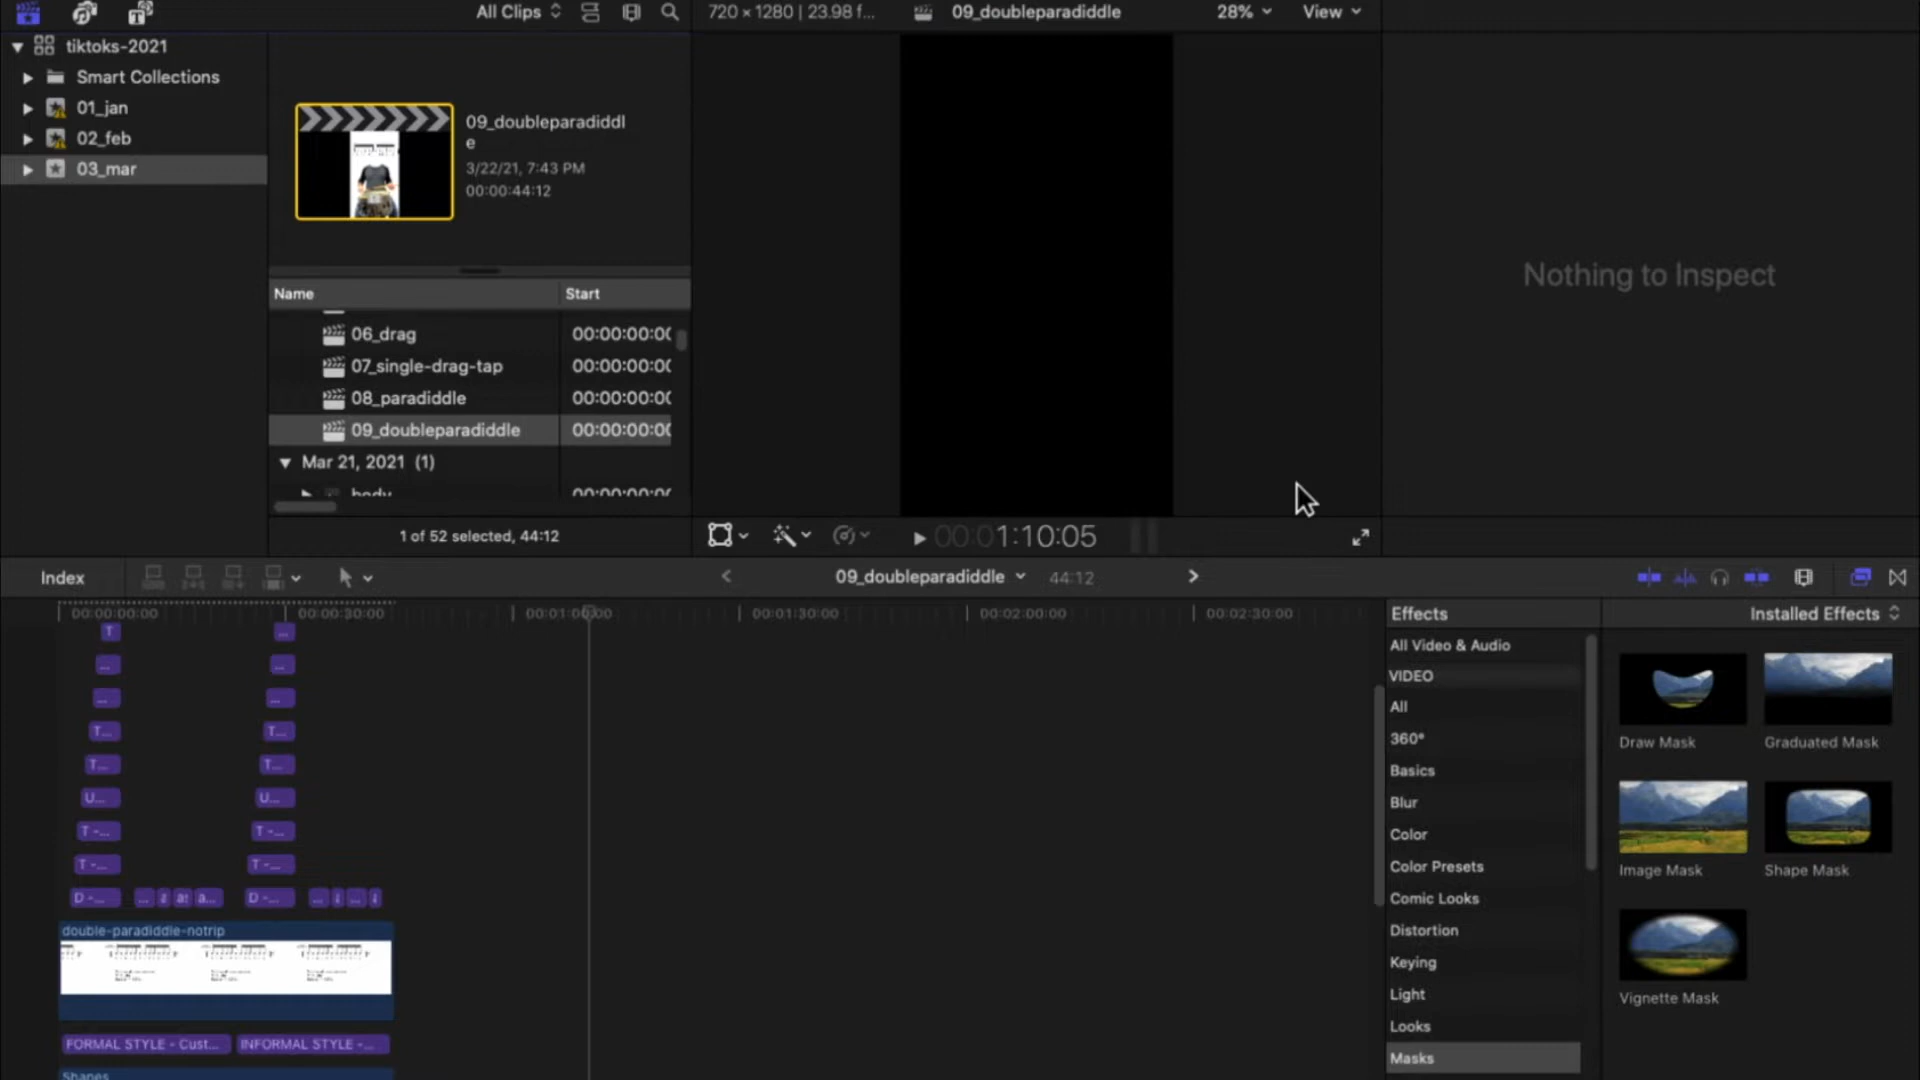 All Clips
720 × 1280 | 23.98 f...
09_doubleparadiddle
28%
View
tiktoks-2021
Smart Collections
01_jan
02_feb
03_mar
09_doubleparadiddl
e
3/22/21, 7:43 PM
00:00:44:12
Nothing to Inspect
Name
Start
06_drag
00:00:00:0
07_single-drag-tap
00:00:00:0
08_paradiddle
00:00:00:0
09_doubleparadiddle
00:00:00:0
Mar 21, 2021 (1)
body
1 of 52 selected, 44:12
00:01:10:05
Index
09_doubleparadiddle
44:12
00:00:00:00
00:00:30:00
00:01:00:00
00:01:30:00
00:02:00:00
00:02:30:00
Effects
Installed Effects
All Video & Audio
VIDEO
All
360°
Basics
Blur
Color
Color Presets
Comic Looks
Distortion
Keying
Light
Looks
Masks
Draw Mask
Graduated Mask
Image Mask
Shape Mask
Vignette Mask
T
...
...
...
...
...
T...
T...
T...
T...
U...
U...
T -...
T -...
T -...
T -...
D -...
...
a...
D -...
...
...
double-paradiddle-notrip
FORMAL STYLE - Cust...
INFORMAL STYLE -...
Shapes